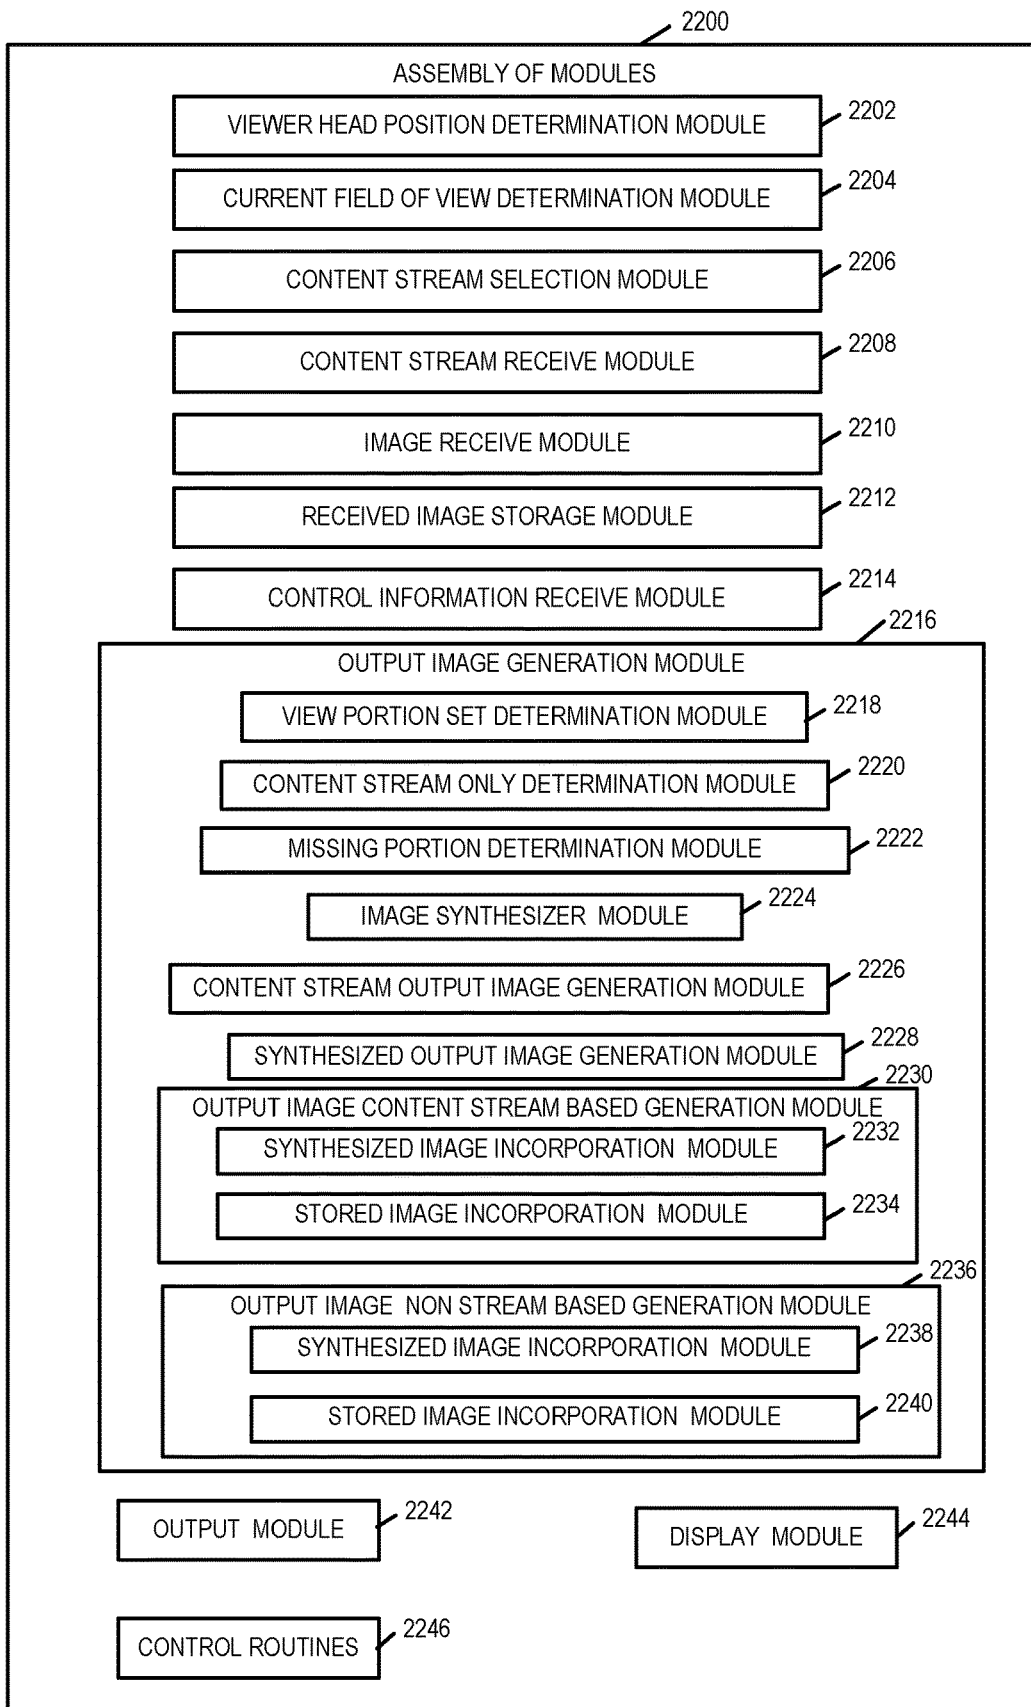 2200
ASSEMBLY OF MODULES
VIEWER HEAD POSITION DETERMINATION MODULE 2202
CURRENT FIELD OF VIEW DETERMINATION MODULE 2204
CONTENT STREAM SELECTION MODULE 2206
CONTENT STREAM RECEIVE MODULE 2208
IMAGE RECEIVE MODULE 2210
RECEIVED IMAGE STORAGE MODULE 2212
CONTROL INFORMATION RECEIVE MODULE 2214
2216
OUTPUT IMAGE GENERATION MODULE
VIEW PORTION SET DETERMINATION MODULE 2218
CONTENT STREAM ONLY DETERMINATION MODULE 2220
MISSING PORTION DETERMINATION MODULE 2222
IMAGE SYNTHESIZER MODULE 2224
CONTENT STREAM OUTPUT IMAGE GENERATION MODULE 2226
SYNTHESIZED OUTPUT IMAGE GENERATION MODULE 2228
2230
OUTPUT IMAGE CONTENT STREAM BASED GENERATION MODULE
SYNTHESIZED IMAGE INCORPORATION MODULE 2232
STORED IMAGE INCORPORATION MODULE 2234
2236
OUTPUT IMAGE NON STREAM BASED GENERATION MODULE
SYNTHESIZED IMAGE INCORPORATION MODULE 2238
STORED IMAGE INCORPORATION MODULE 2240
OUTPUT MODULE 2242
DISPLAY MODULE 2244
CONTROL ROUTINES 2246